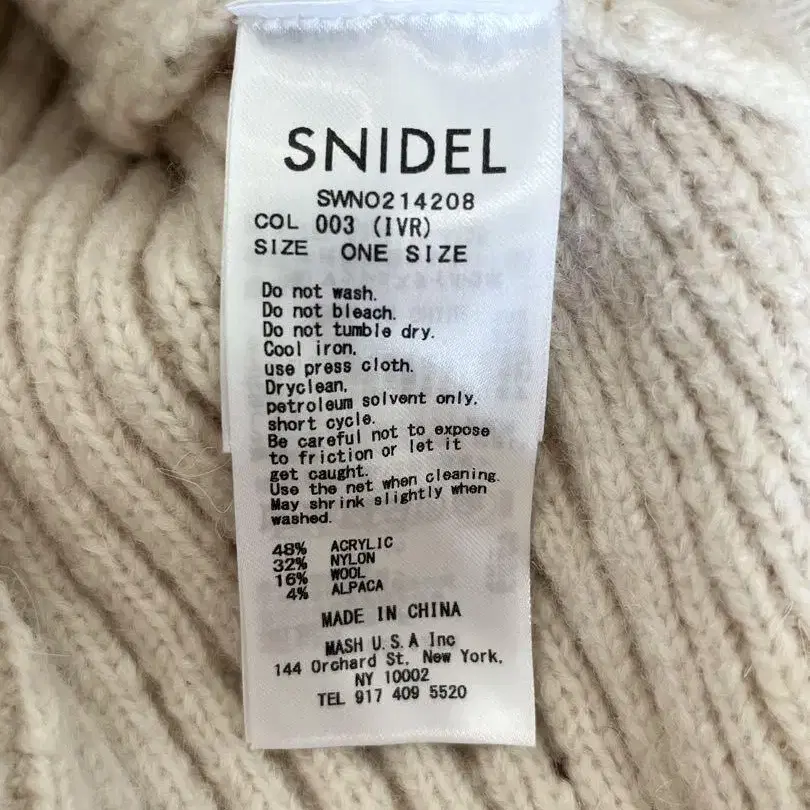 SNIDEL
SWNO214208
COL 003 (IVR)
SIZE ONE SIZE
Do not wash.
Do not bleach.
Do not tumble dry.
Cool iron.
use press cloth.
Dryclean.
petroleum solvent only.
short cycle.
Be careful not to expose
to friction or let it
get caught.
Use the net when cleaning.
May shrink slightly when
washed.
48% ACRYLIC
32% NYLON
16% WOOL
4% ALPACA
MADE IN CHINA
MASH U.S.A Inc
144 Orchard St. New York,
NY 10002
TEL 917 409 5520